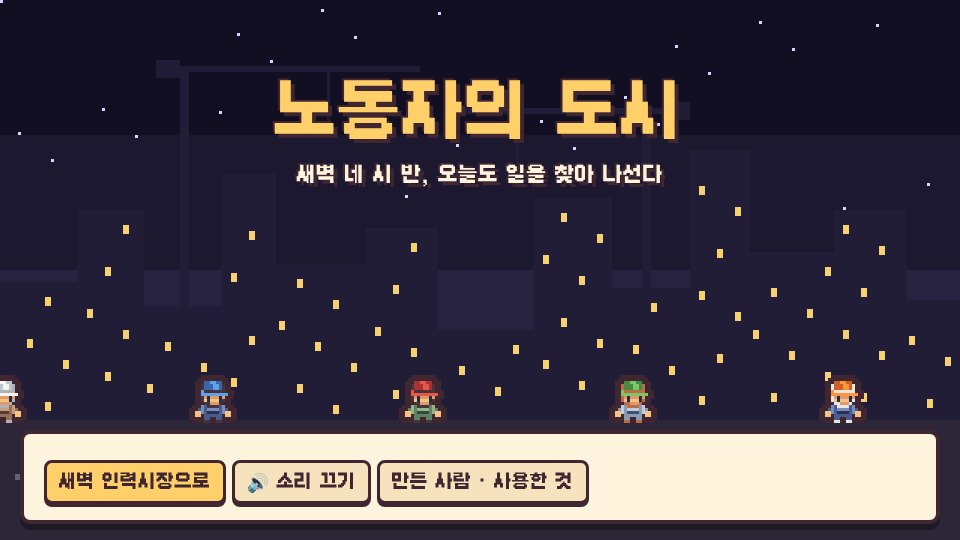 노동자의 도시
새벽 네 시 반, 오늘도 일을 찾아 나선다
새벽 인력시장으로
🔊 소리 끄기
만든 사람 · 사용한 것